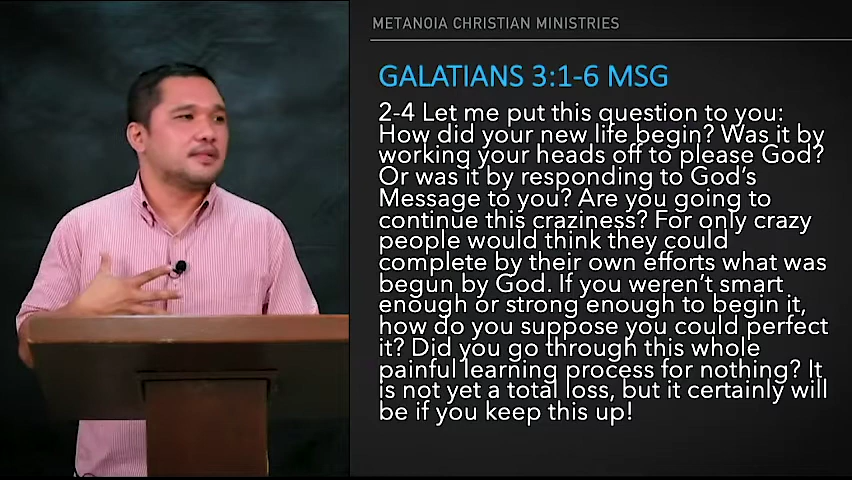 METANOIA CHRISTIAN MINISTRIES
GALATIANS 3:1-6 MSG
2-4 Let me put this question to you:
How did your new life begin? Was it by
working your heads off to please God?
Or was it by responding to God's
Message to you? Are you going to
continue this craziness? For only crazy
people would think they could
complete by their own efforts what was
begun by God. If you weren't smart
enough or strong enough to begin it,
how do you suppose you could perfect
it? Did you go through this whole
painful learning process for nothing? It
is not yet a total loss, but it certainly will
be if you keep this up!